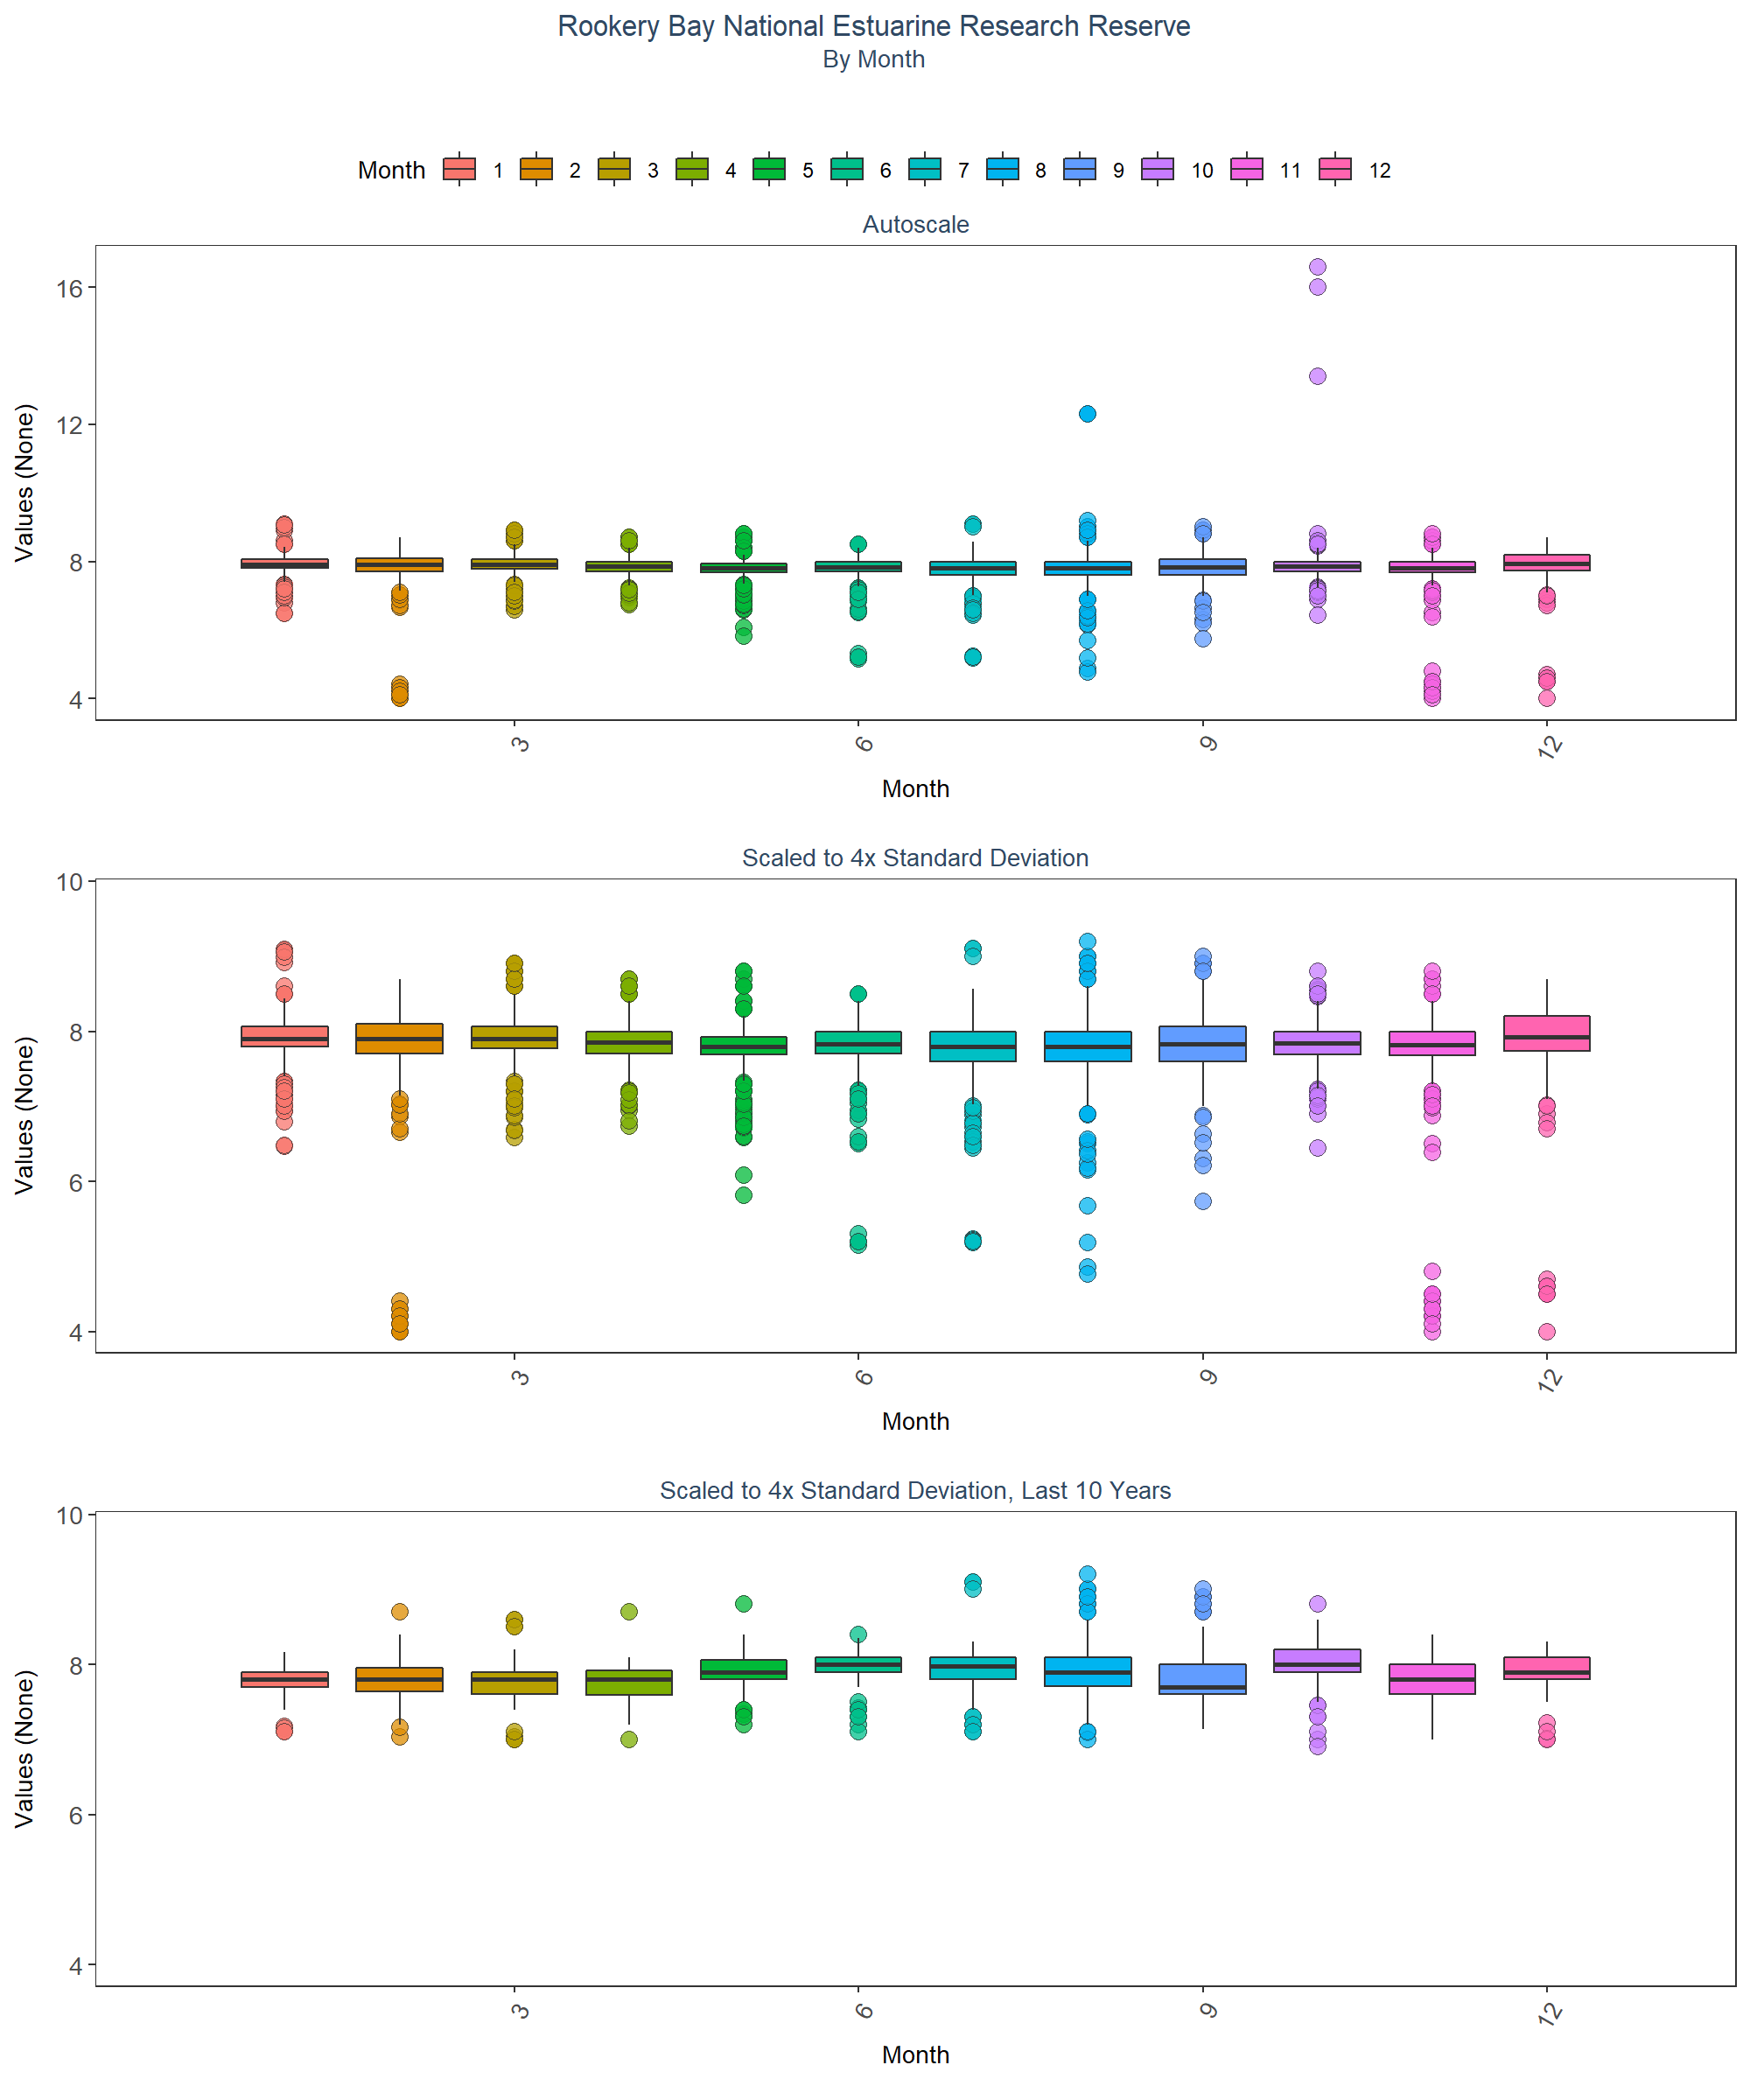 Rookery Bay National Estuarine Research Reserve
By Month
Month 1 2 3 4 5 6 7 8 9 10 11 12
Autoscale
Values (None)
16
12
8
4
3 6 9 12
Month
Scaled to 4x Standard Deviation
Values (None)
10
8
6
4
3 6 9 12
Month
Scaled to 4x Standard Deviation, Last 10 Years
Values (None)
10
8
6
4
3 6 9 12
Month